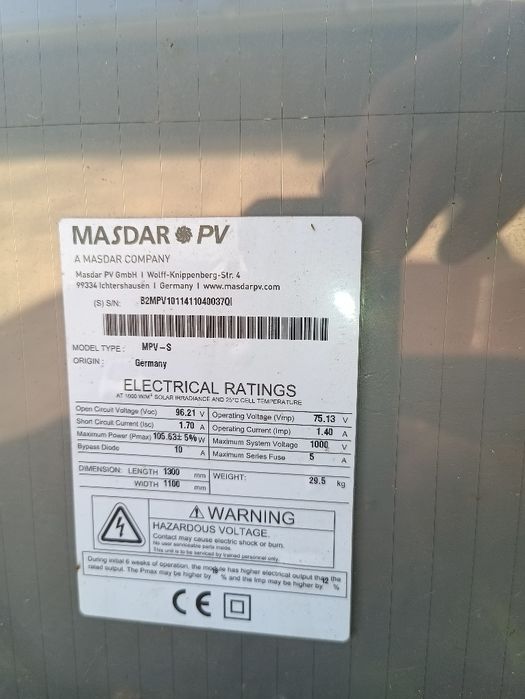 MASDAR PV
A MASDAR COMPANY
Masdar PV GmbH I Wolff-Knippenberg-Str. 4
99334 Ichtershausen I Germany I www.masdarpv.com
(S) S/N: B2MPV1011411040037QI
MODEL TYPE: MPV-S
ORIGIN: Germany
ELECTRICAL RATINGS
AT 1000 W/M² SOLAR IRRADIANCE AND 25°C CELL TEMPERATURE
Open Circuit Voltage (Voc) 96.21 V Operating Voltage (Vmp) 75.13 V
Short Circuit Current (Isc) 1.70 A Operating Current (Imp) 1.40 A
Maximum Power (Pmax) 105.63± 5% W Maximum System Voltage 1000 V
Bypass Diode 10 A Maximum Series Fuse 5 A
DIMENSION: LENGTH 1300 mm WEIGHT: 29.5 kg
WIDTH 1100 mm
WARNING
HAZARDOUS VOLTAGE.
Contact may cause electric shock or burn.
No user serviceable parts inside.
This unit is to be serviced by trained personnel only.
During initial 6 weeks of operation, the module has higher electrical output than the
rated output. The Pmax may be higher by % and the Imp may be higher by 12 %
CE